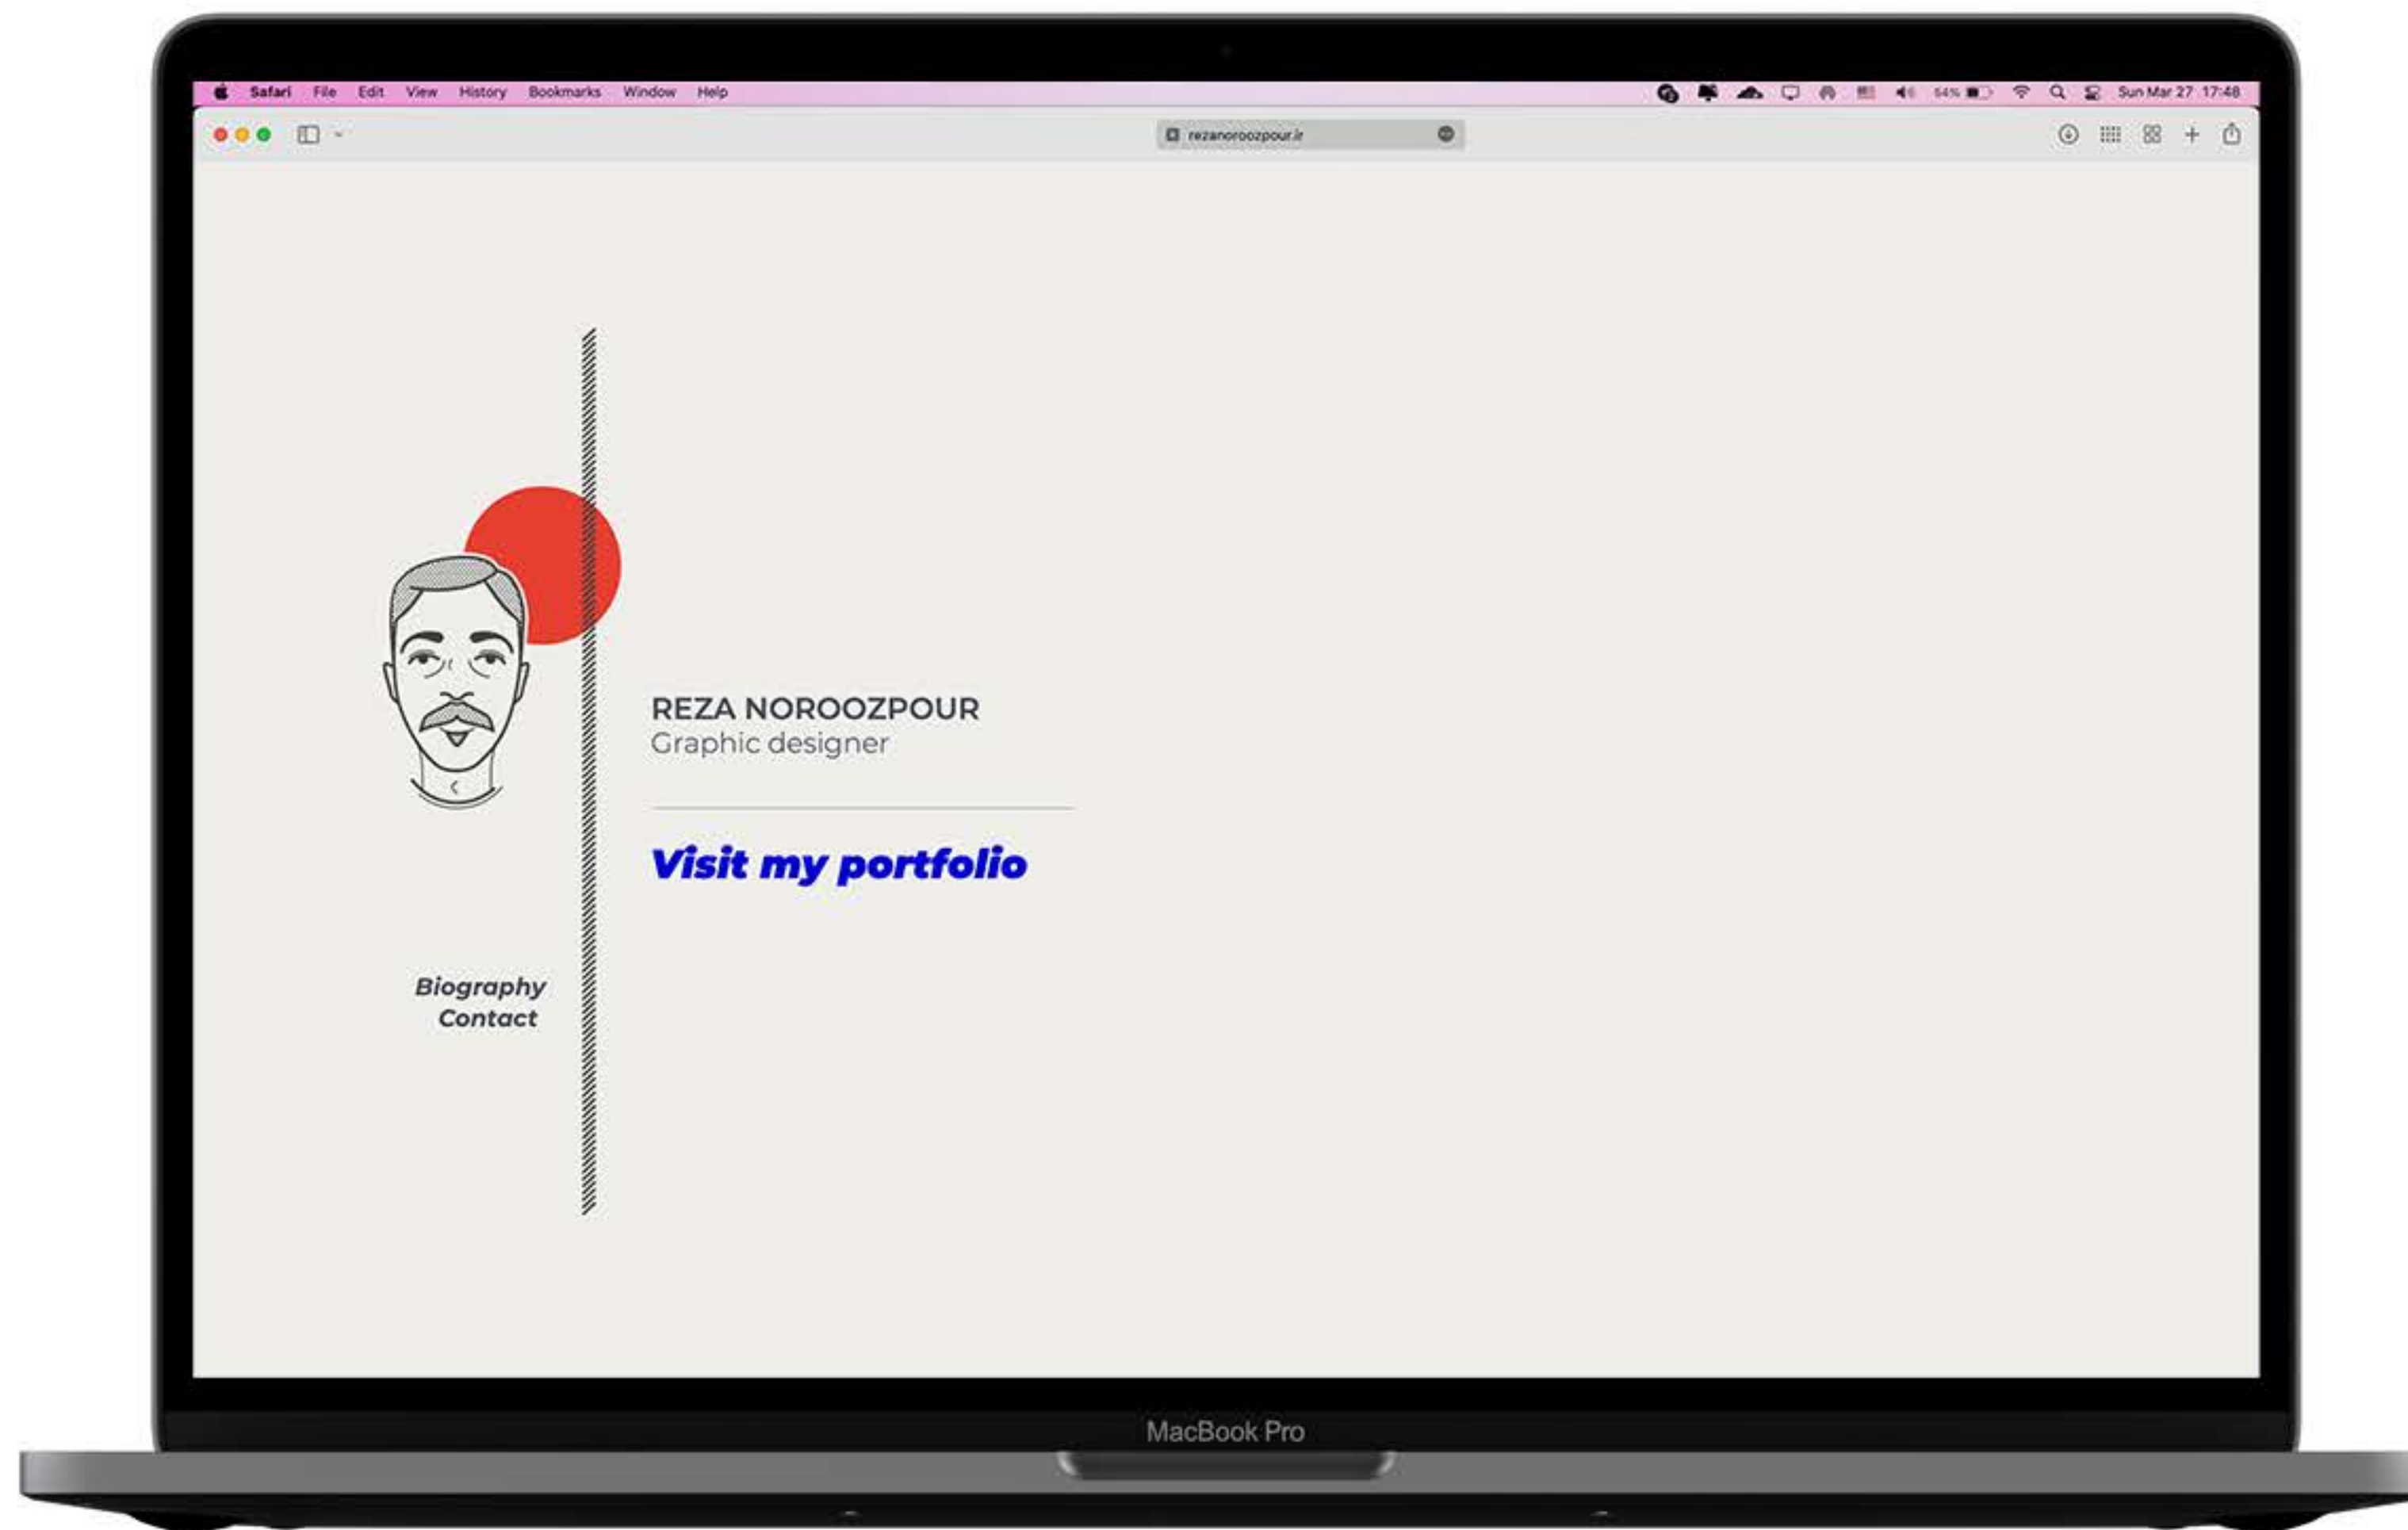 Safari File Edit View History Bookmarks Window Help
54% Sun Mar 27 17:48
rezanoroozpour.ir
REZA NOROOZPOUR
Graphic designer
Visit my portfolio
Biography
Contact
MacBook Pro